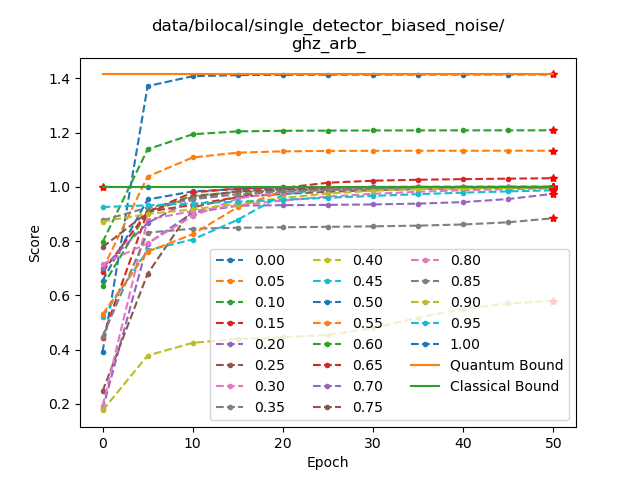 data/bilocal/single_detector_biased_noise/
ghz_arb_
Score
1.4
1.2
1.0
0.8
0.6
0.4
0.2
0.00 0.40 0.80
0.05 0.45 0.85
0.10 0.50 0.90
0.15 0.55 0.95
0.20 0.60 1.00
0.25 0.65 Quantum Bound
0.30 0.70 Classical Bound
0.35 0.75
0 10 20 30 40 50
Epoch